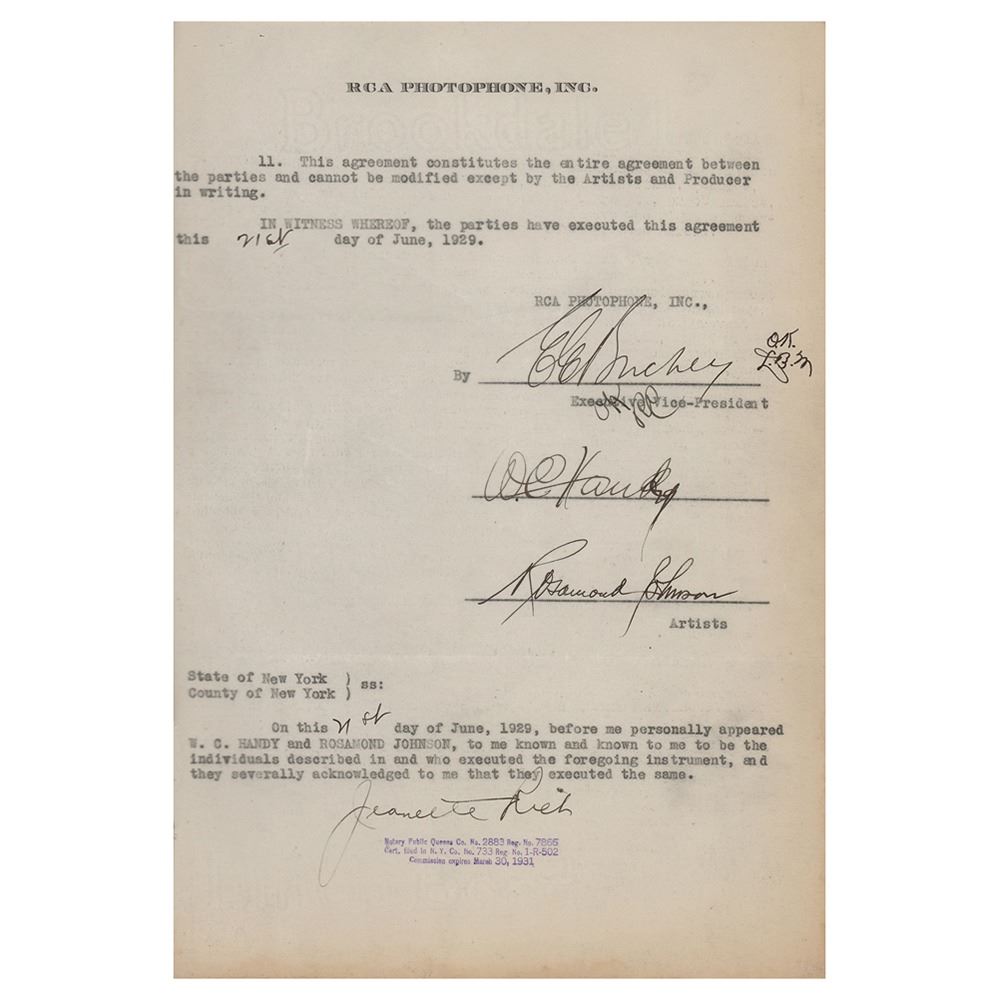 RCA PHOTOPHONE, INC.
11. This agreement constitutes the entire agreement between
the parties and cannot be modified except by the Artists and Producer
in writing.
IN WITNESS WHEREOF, the parties have executed this agreement
this 21st day of June, 1929.
RCA PHOTOPHONE, INC.,
O.K.
L.B.M
By E E Bucher
Executive Vice-President
W.C. Handy
Rosamond Johnson
Artists
State of New York )
County of New York ) ss:
On this 21st day of June, 1929, before me personally appeared
W. C. HANDY and ROSAMOND JOHNSON, to me known and known to me to be the
individuals described in and who executed the foregoing instrument, and
they severally acknowledged to me that they executed the same.
Jeanette Rich
Notary Public Queens Co. No. 2883 Reg. No. 7865
Cert. filed in N. Y. Co. No. 733 Reg. No. 1-R-502
Commission expires March 30, 1931